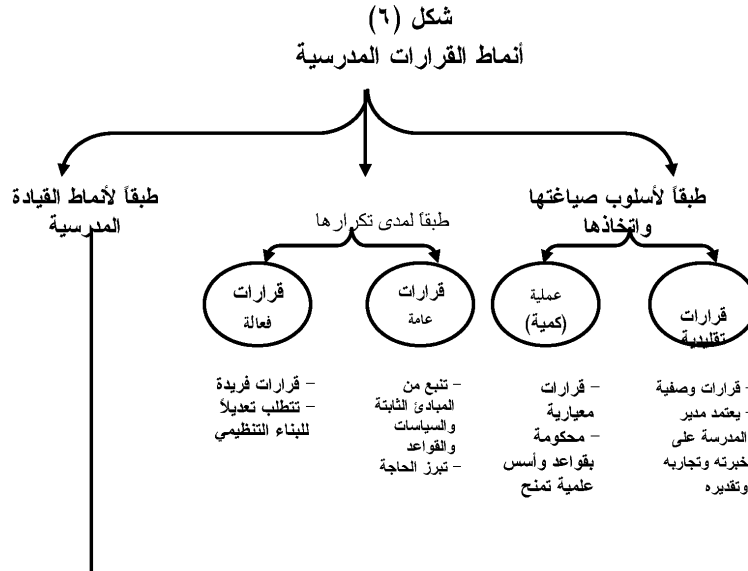 شكل (٦)
أنماط القرارات المدرسية
طبقاً لأسلوب صياغتها
واتخاذها
طبقاً لمدى تكرارها
طبقاً لأنماط القيادة
المدرسية
قرارات
تقليدية
عملية
(كمية)
قرارات
عامة
قرارات
فعالة
– قرارات وصفية
– يعتمد مدير
المدرسة على
خبرته وتجاربه
وتقديره
– قرارات
معيارية
– محكومة
بقواعد وأسس
علمية تمنح
– تنبع من
المبادئ الثابتة
والسياسات
والقواعد
– تبرز الحاجة
– قرارات فريدة
– تتطلب تعديلاً
للبناء التنظيمي